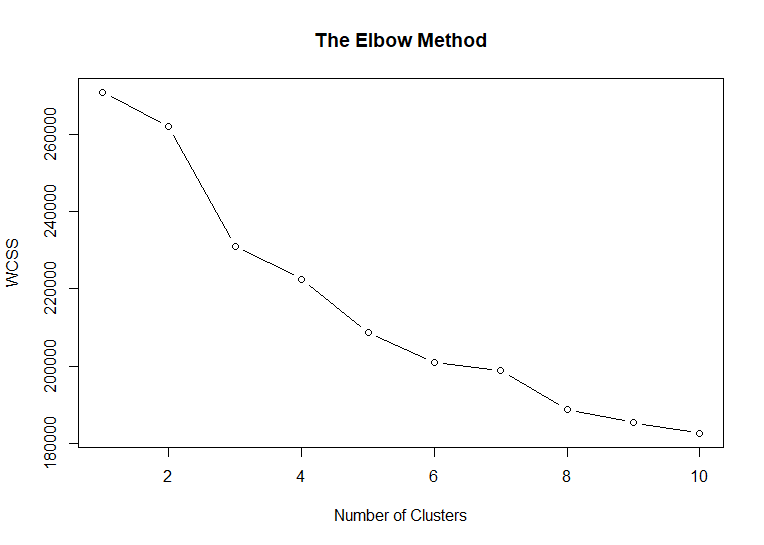 The Elbow Method
WCSS
260000
240000
220000
200000
180000
2 4 6 8 10
Number of Clusters